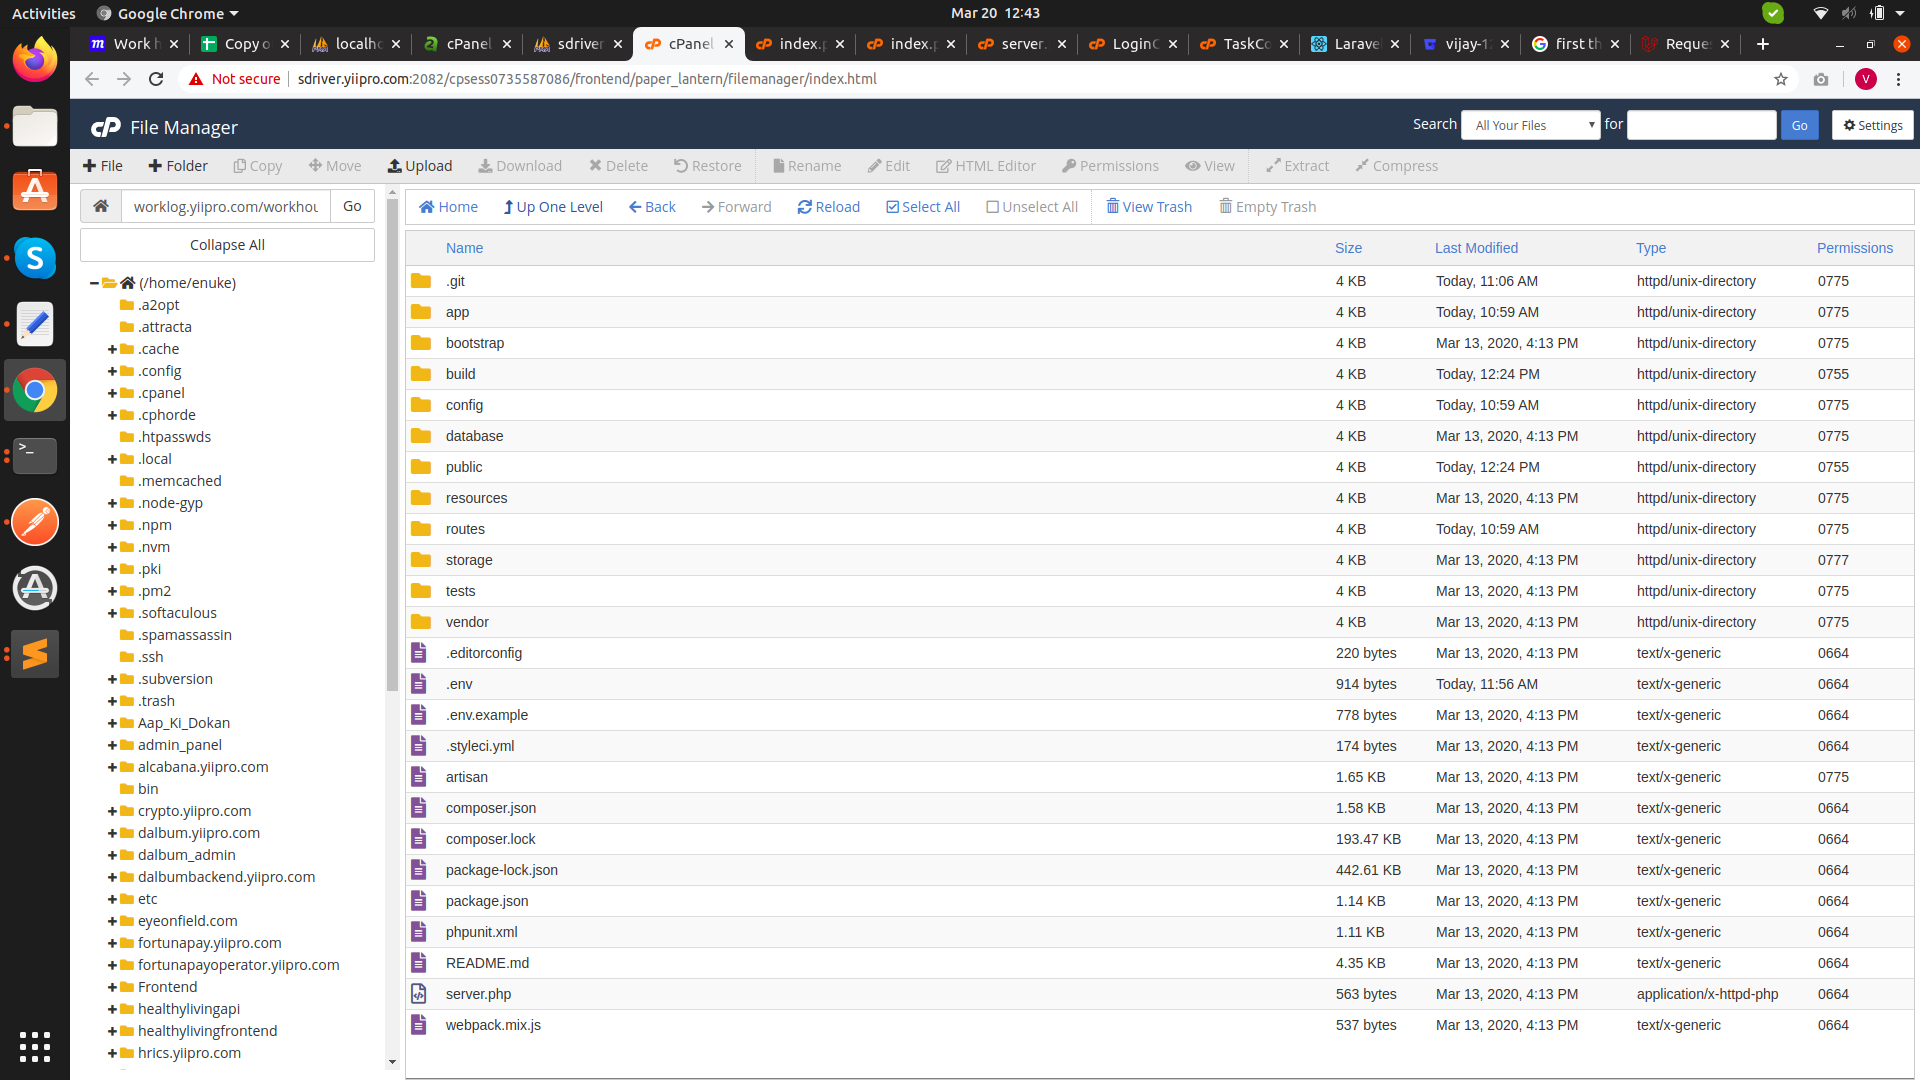 Activities Google Chrome Mar 20 12:43
Work h Copy o localho cPanel sdriver cPanel index.p index.p server. LoginC TaskCo Larave vijay-12 first th Reque
Not secure sdriver.yiipro.com:2082/cpsess0735587086/frontend/paper_lantern/filemanager/index.html V
cP File Manager Search All Your Files for Go Settings
File Folder Copy Move Upload Download Delete Restore Rename Edit HTML Editor Permissions View Extract Compress
worklog.yiipro.com/workhou Go Home Up One Level Back Forward Reload Select All Unselect All View Trash Empty Trash
Collapse All
(/home/enuke)
.a2opt
.attracta
.cache
.config
.cpanel
.cphorde
.htpasswds
.local
.memcached
.node-gyp
.npm
.nvm
.pki
.pm2
.softaculous
.spamassassin
.ssh
.subversion
.trash
Aap_Ki_Dokan
admin_panel
alcabana.yiipro.com
bin
crypto.yiipro.com
dalbum.yiipro.com
dalbum_admin
dalbumbackend.yiipro.com
etc
eyeonfield.com
fortunapay.yiipro.com
fortunapayoperator.yiipro.com
Frontend
healthylivingapi
healthylivingfrontend
hrics.yiipro.com
Name Size Last Modified Type Permissions
.git 4 KB Today, 11:06 AM httpd/unix-directory 0775
app 4 KB Today, 10:59 AM httpd/unix-directory 0775
bootstrap 4 KB Mar 13, 2020, 4:13 PM httpd/unix-directory 0775
build 4 KB Today, 12:24 PM httpd/unix-directory 0755
config 4 KB Today, 10:59 AM httpd/unix-directory 0775
database 4 KB Mar 13, 2020, 4:13 PM httpd/unix-directory 0775
public 4 KB Today, 12:24 PM httpd/unix-directory 0755
resources 4 KB Mar 13, 2020, 4:13 PM httpd/unix-directory 0775
routes 4 KB Today, 10:59 AM httpd/unix-directory 0775
storage 4 KB Mar 13, 2020, 4:13 PM httpd/unix-directory 0777
tests 4 KB Mar 13, 2020, 4:13 PM httpd/unix-directory 0775
vendor 4 KB Mar 13, 2020, 4:13 PM httpd/unix-directory 0775
.editorconfig 220 bytes Mar 13, 2020, 4:13 PM text/x-generic 0664
.env 914 bytes Today, 11:56 AM text/x-generic 0664
.env.example 778 bytes Mar 13, 2020, 4:13 PM text/x-generic 0664
.styleci.yml 174 bytes Mar 13, 2020, 4:13 PM text/x-generic 0664
artisan 1.65 KB Mar 13, 2020, 4:13 PM text/x-generic 0775
composer.json 1.58 KB Mar 13, 2020, 4:13 PM text/x-generic 0664
composer.lock 193.47 KB Mar 13, 2020, 4:13 PM text/x-generic 0664
package-lock.json 442.61 KB Mar 13, 2020, 4:13 PM text/x-generic 0664
package.json 1.14 KB Mar 13, 2020, 4:13 PM text/x-generic 0664
phpunit.xml 1.11 KB Mar 13, 2020, 4:13 PM text/x-generic 0664
README.md 4.35 KB Mar 13, 2020, 4:13 PM text/x-generic 0664
server.php 563 bytes Mar 13, 2020, 4:13 PM application/x-httpd-php 0664
webpack.mix.js 537 bytes Mar 13, 2020, 4:13 PM text/x-generic 0664